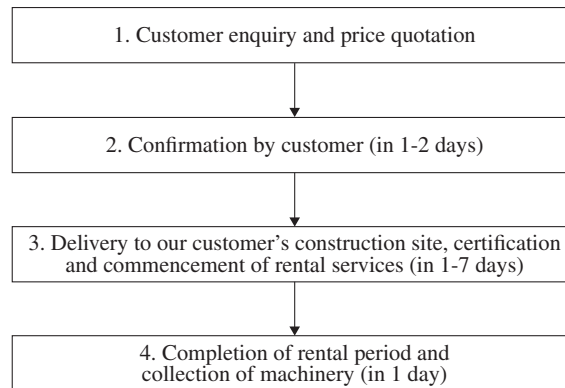 1. Customer enquiry and price quotation
2. Confirmation by customer (in 1-2 days)
3. Delivery to our customer’s construction site, certification
and commencement of rental services (in 1-7 days)
4. Completion of rental period and
collection of machinery (in 1 day)